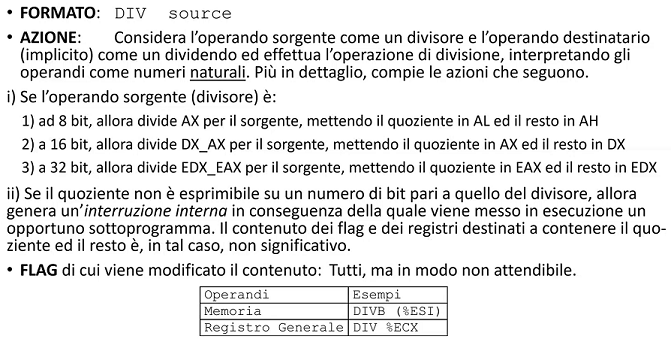 • FORMATO: DIV source
• AZIONE: Considera l'operando sorgente come un divisore e l'operando destinatario
(implicito) come un dividendo ed effettua l'operazione di divisione, interpretando gli
operandi come numeri naturali. Più in dettaglio, compie le azioni che seguono.
i) Se l'operando sorgente (divisore) è:
1) ad 8 bit, allora divide AX per il sorgente, mettendo il quoziente in AL ed il resto in AH
2) a 16 bit, allora divide DX_AX per il sorgente, mettendo il quoziente in AX ed il resto in DX
3) a 32 bit, allora divide EDX_EAX per il sorgente, mettendo il quoziente in EAX ed il resto in EDX
ii) Se il quoziente non è esprimibile su un numero di bit pari a quello del divisore, allora
genera un'interruzione interna in conseguenza della quale viene messo in esecuzione un
opportuno sottoprogramma. Il contenuto dei flag e dei registri destinati a contenere il quo-
ziente ed il resto è, in tal caso, non significativo.
• FLAG di cui viene modificato il contenuto: Tutti, ma in modo non attendibile.
Operandi Esempi
Memoria DIVB (%ESI)
Registro Generale DIV %ECX